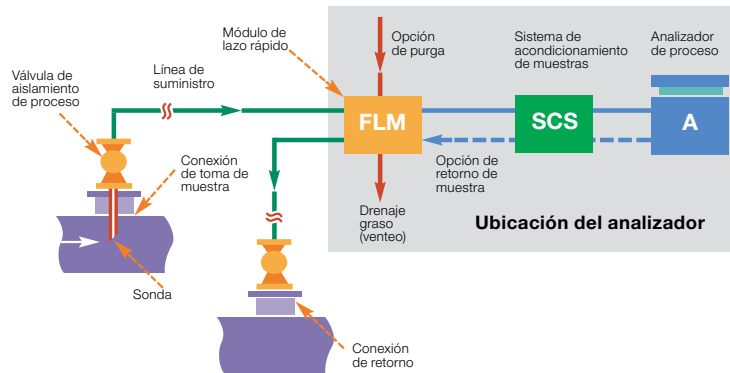 Módulo de
lazo rápido
Opción
de purga
Sistema de
acondicionamiento
de muestras
Analizador
de proceso
Válvula de
aislamiento
de proceso
Línea de
suministro
FLM
SCS
A
Conexión
de toma de
muestra
Opción de
retorno de
muestra
Drenaje
graso
(venteo)
Ubicación del analizador
Sonda
Conexión
de retorno